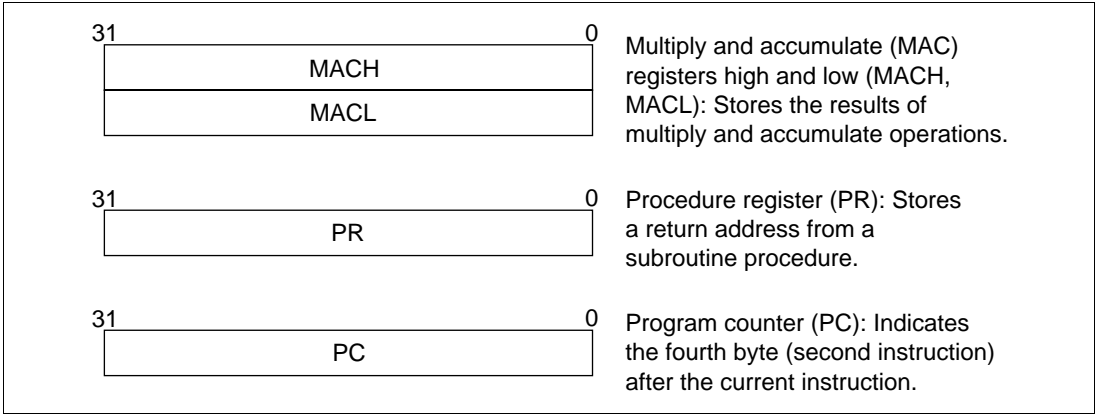 31 0
MACH
MACL
Multiply and accumulate (MAC)
registers high and low (MACH,
MACL): Stores the results of
multiply and accumulate operations.
31 0
PR
Procedure register (PR): Stores
a return address from a
subroutine procedure.
31 0
PC
Program counter (PC): Indicates
the fourth byte (second instruction)
after the current instruction.